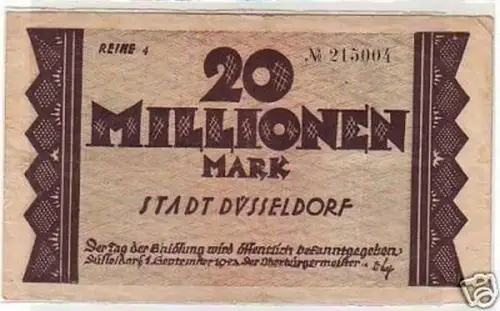 REIHE 4
№ 215004
20
MILLIONEN
MARK
STADT DÜSSELDORF
Der Tag der Einlösung wird öffentlich bekanntgegeben
Düsseldorf 1. September 1923. Der Oberbürgermeister